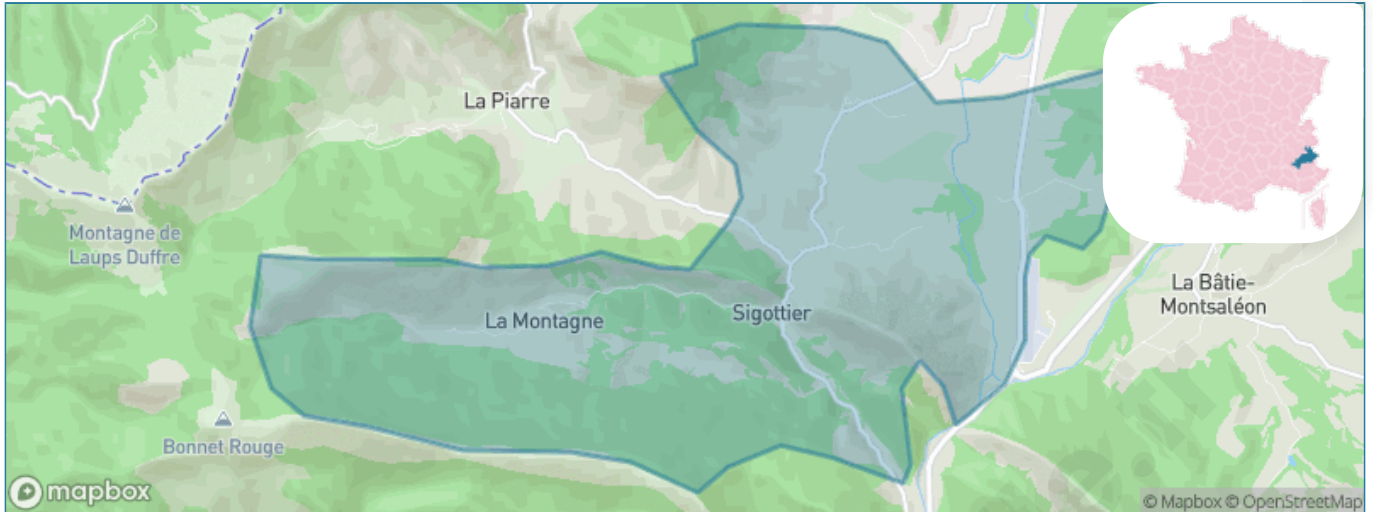 La Piarre
Montagne de
Laups Duffre
La Bâtie-
Montsaléon
La Montagne
Sigottier
Bonnet Rouge
mapbox
© Mapbox © OpenStreetMap